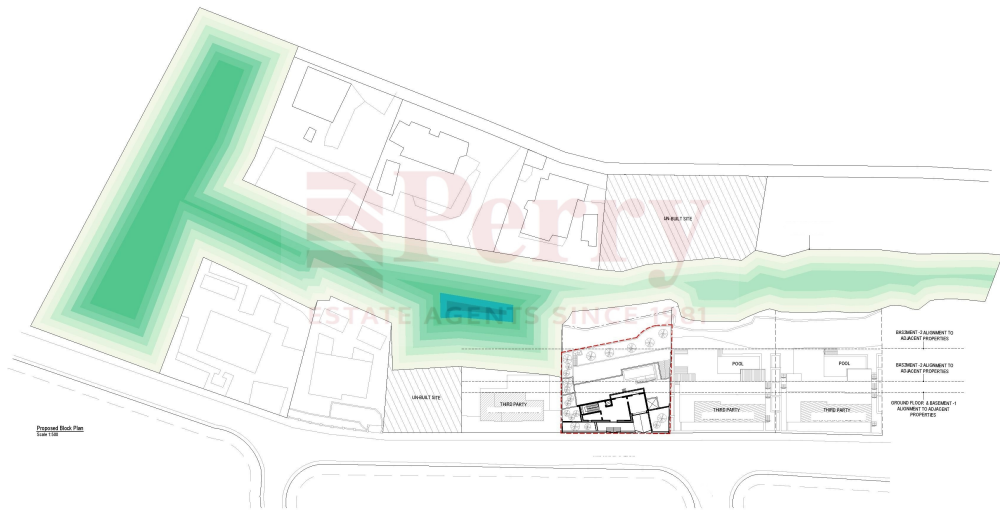 UN-BUILT SITE
Perry
ESTATE AGENTS SINCE 1981
BASEMENT -3 ALIGNMENT TO
ADJACENT PROPERTIES
POOL
POOL
BASEMENT -2 ALIGNMENT TO
ADJACENT PROPERTIES
UN-BUILT SITE
THIRD PARTY
THIRD PARTY
THIRD PARTY
GROUND FLOOR & BASEMENT -1
ALIGNMENT TO ADJACENT
PROPERTIES
Proposed Block Plan
Scale 1:500